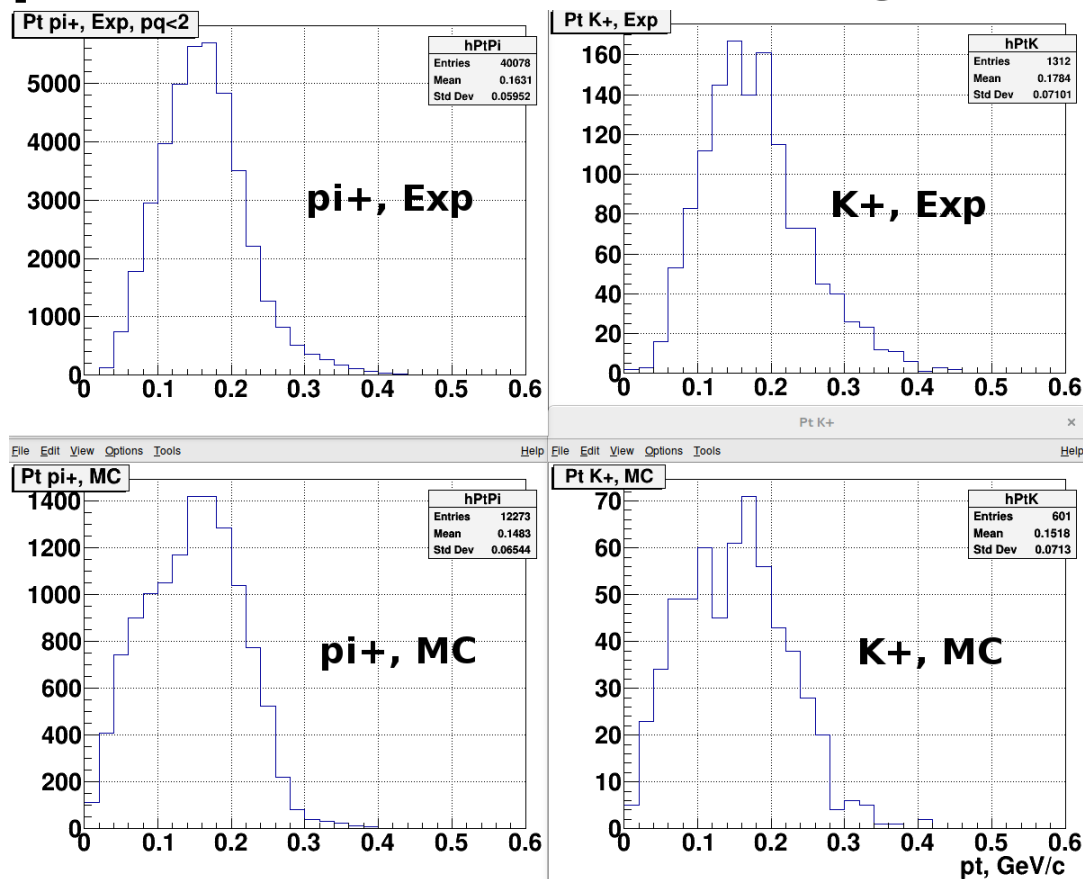 Pt pi+, Exp, pq<2
hPtPi
Entries 40078
Mean 0.1631
Std Dev 0.05952
5000
4000
3000
2000
1000
0
pi+, Exp
0.1 0.2 0.3 0.4 0.5 0.6
Pt K+, Exp
hPtK
Entries 1312
Mean 0.1784
Std Dev 0.07101
160
140
120
100
80
60
40
20
0
K+, Exp
0 0.1 0.2 0.3 0.4 0.5 0.6
Pt K+ ×
File Edit View Options Tools Help
File Edit View Options Tools Help
Pt pi+, MC
hPtPi
Entries 12273
Mean 0.1483
Std Dev 0.06544
1400
1200
1000
800
600
400
200
0
pi+, MC
0 0.1 0.2 0.3 0.4 0.5 0.6
Pt K+, MC
hPtK
Entries 601
Mean 0.1518
Std Dev 0.0713
70
60
50
40
30
20
10
0
K+, MC
0 0.1 0.2 0.3 0.4 0.5 0.6
pt, GeV/c